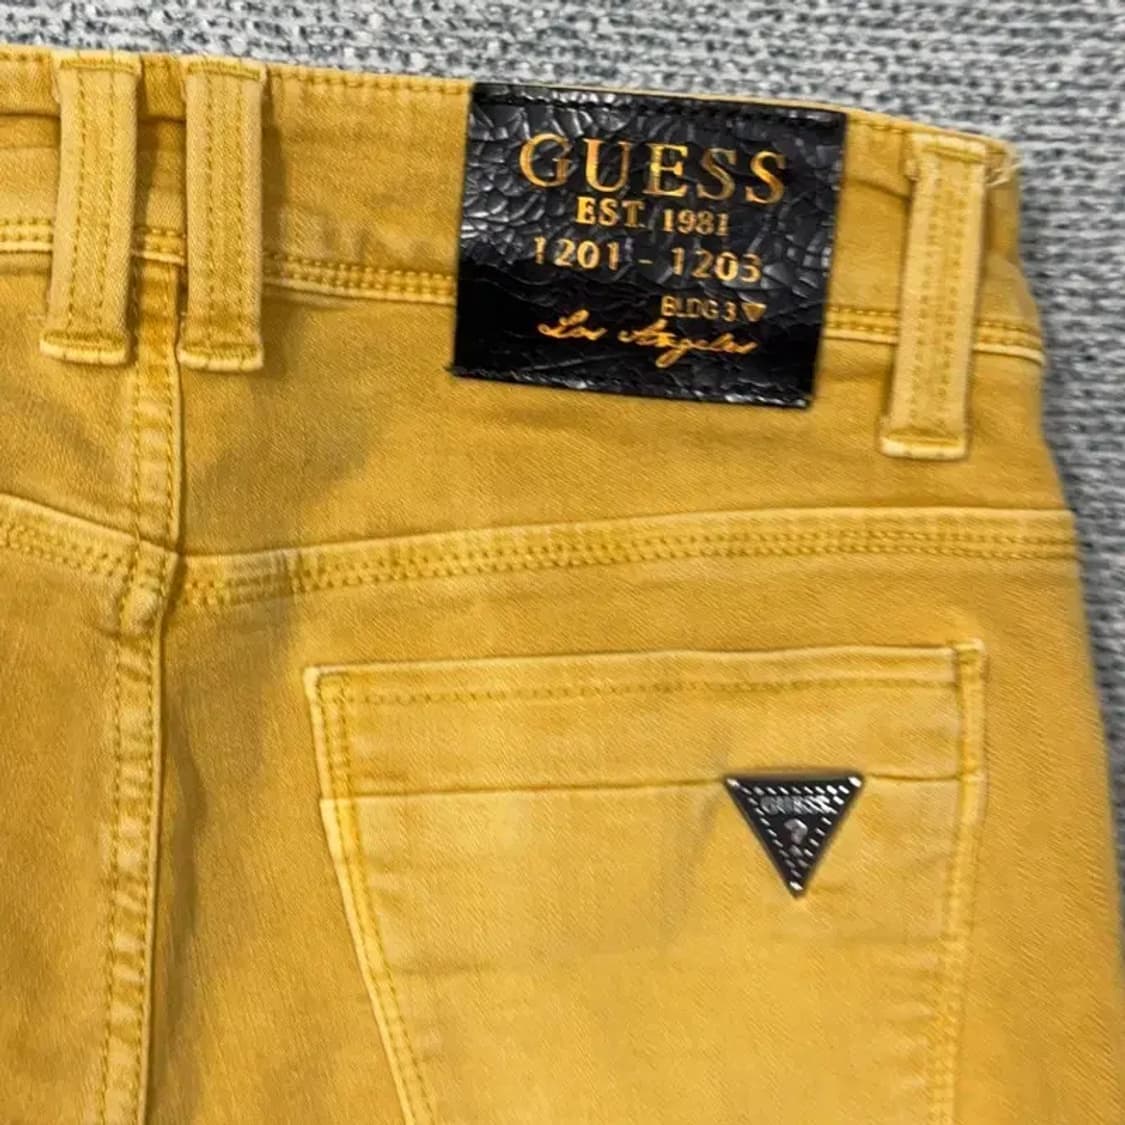 GUESS
EST. 1981
1201 - 1203
BLDG 3
Los Angeles
GUESS
?